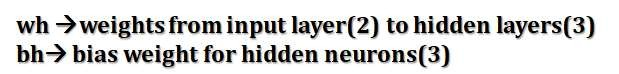 wh → weights from input layer(2) to hidden layers(3)
bh→ bias weight for hidden neurons(3)